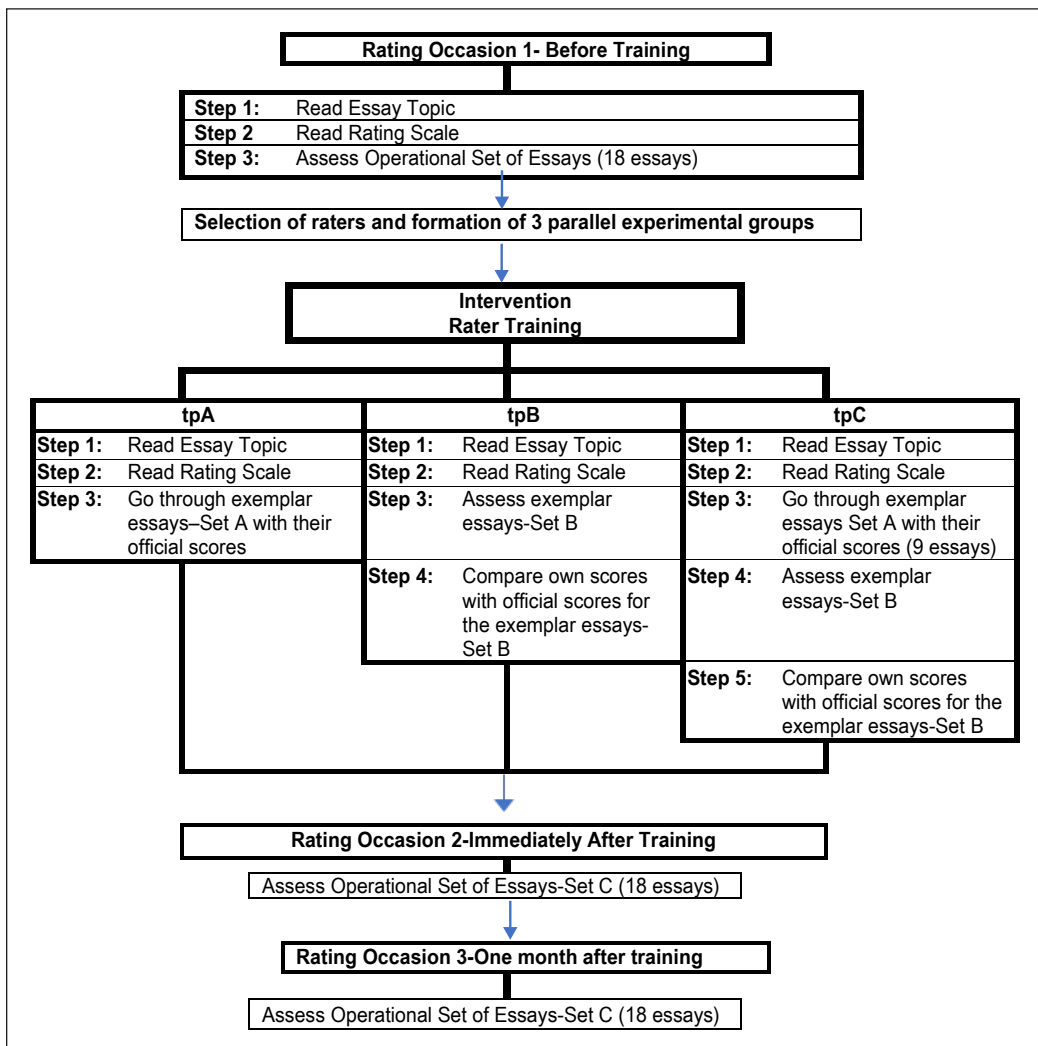 Rating Occasion 1- Before Training
Step 1: Read Essay Topic
Step 2 Read Rating Scale
Step 3: Assess Operational Set of Essays (18 essays)
Selection of raters and formation of 3 parallel experimental groups
Intervention
Rater Training
tpA
Step 1: Read Essay Topic
Step 2: Read Rating Scale
Step 3: Go through exemplar
essays–Set A with their
official scores
tpB
Step 1: Read Essay Topic
Step 2: Read Rating Scale
Step 3: Assess exemplar
essays-Set B
Step 4: Compare own scores
with official scores for
the exemplar essays-
Set B
tpC
Step 1: Read Essay Topic
Step 2: Read Rating Scale
Step 3: Go through exemplar
essays Set A with their
official scores (9 essays)
Step 4: Assess exemplar
essays-Set B
Step 5: Compare own scores
with official scores for the
exemplar essays-Set B
Rating Occasion 2-Immediately After Training
Assess Operational Set of Essays-Set C (18 essays)
Rating Occasion 3-One month after training
Assess Operational Set of Essays-Set C (18 essays)